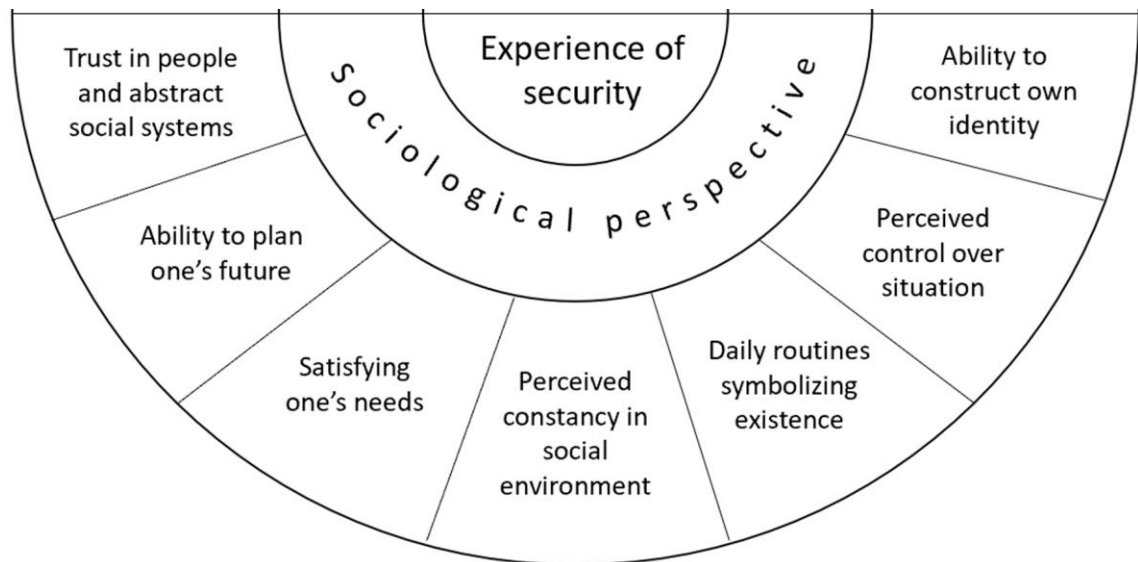 Experience of
security
Sociological perspective
Trust in people
and abstract
social systems
Ability to plan
one’s future
Satisfying
one’s needs
Perceived
constancy in
social
environment
Daily routines
symbolizing
existence
Perceived
control over
situation
Ability to
construct own
identity